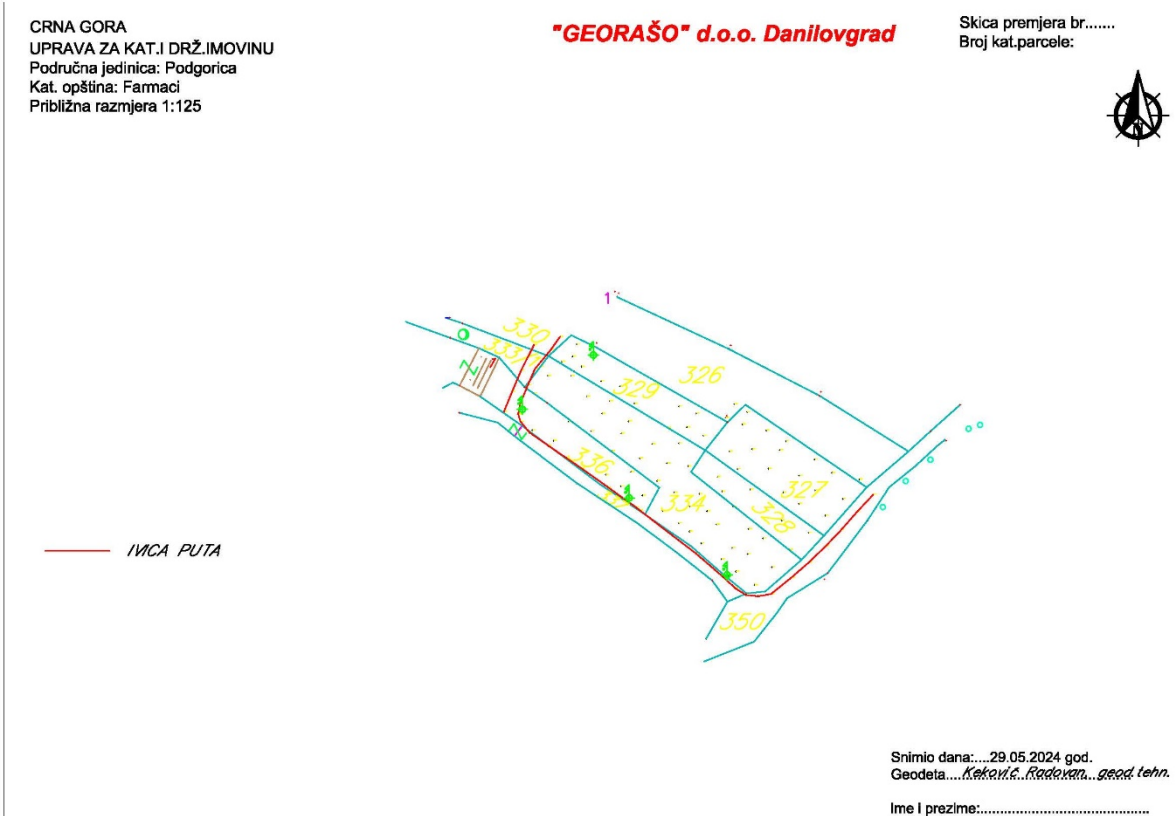 CRNA GORA
UPRAVA ZA KAT.I DRŽ.IMOVINU
Područna jedinica: Podgorica
Kat. opština: Farmaci
Približna razmjera 1:125
"GEORAŠO" d.o.o. Danilovgrad
Skica premjera br.......
Broj kat.parcele:
N
1
330
333/1
326
329
336
334
327
328
350
IVICA PUTA
Snimio dana:....29.05.2024 god.
Geodeta....Keković Radovan, geod.tehn.
Ime i prezime:..........................................